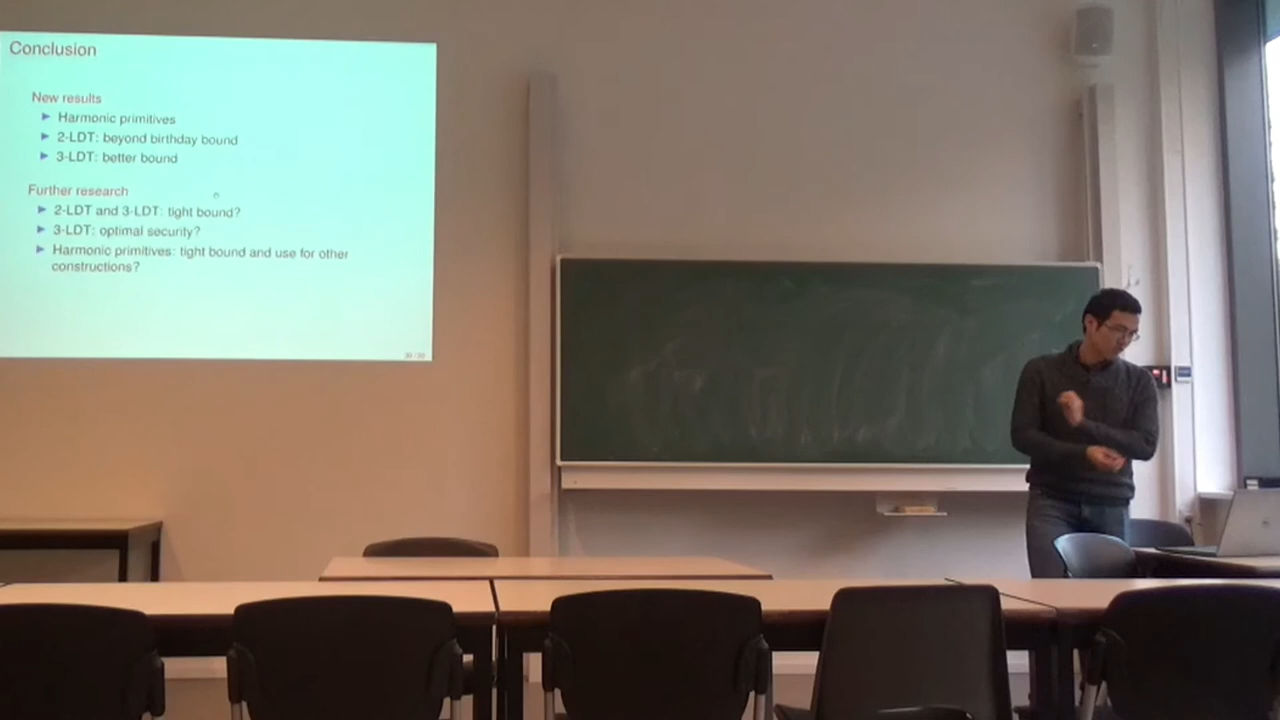 Conclusion
New results
Harmonic primitives
2-LDT: beyond birthday bound
3-LDT: better bound
Further research
2-LDT and 3-LDT: tight bound?
3-LDT: optimal security?
Harmonic primitives: tight bound and use for other
constructions?